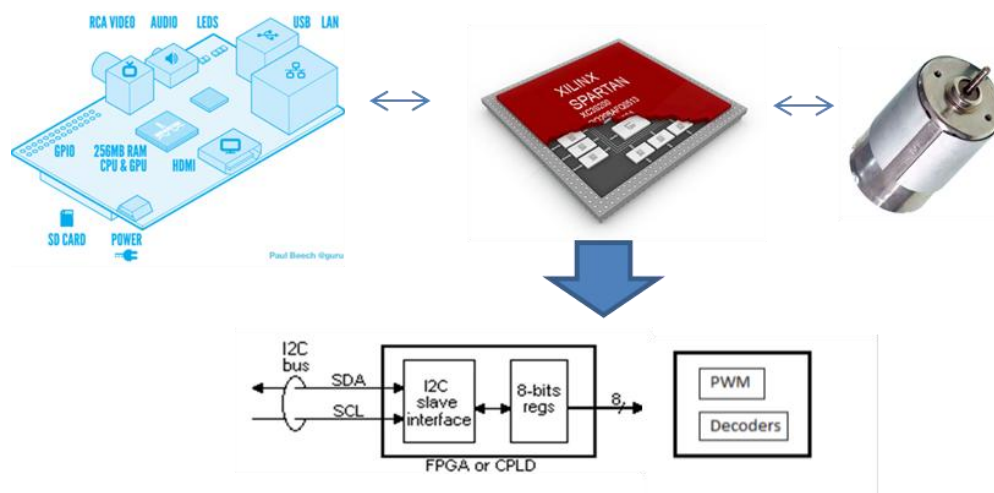 RCA VIDEO AUDIO LEDS USB LAN
GPIO 256MB RAM
CPU & GPU HDMI
SD CARD POWER
Paul Beech @guru
XILINX
SPARTAN
I2C
bus
SDA
SCL
I2C
slave
interface
8-bits
regs
8
FPGA or CPLD
PWM
Decoders